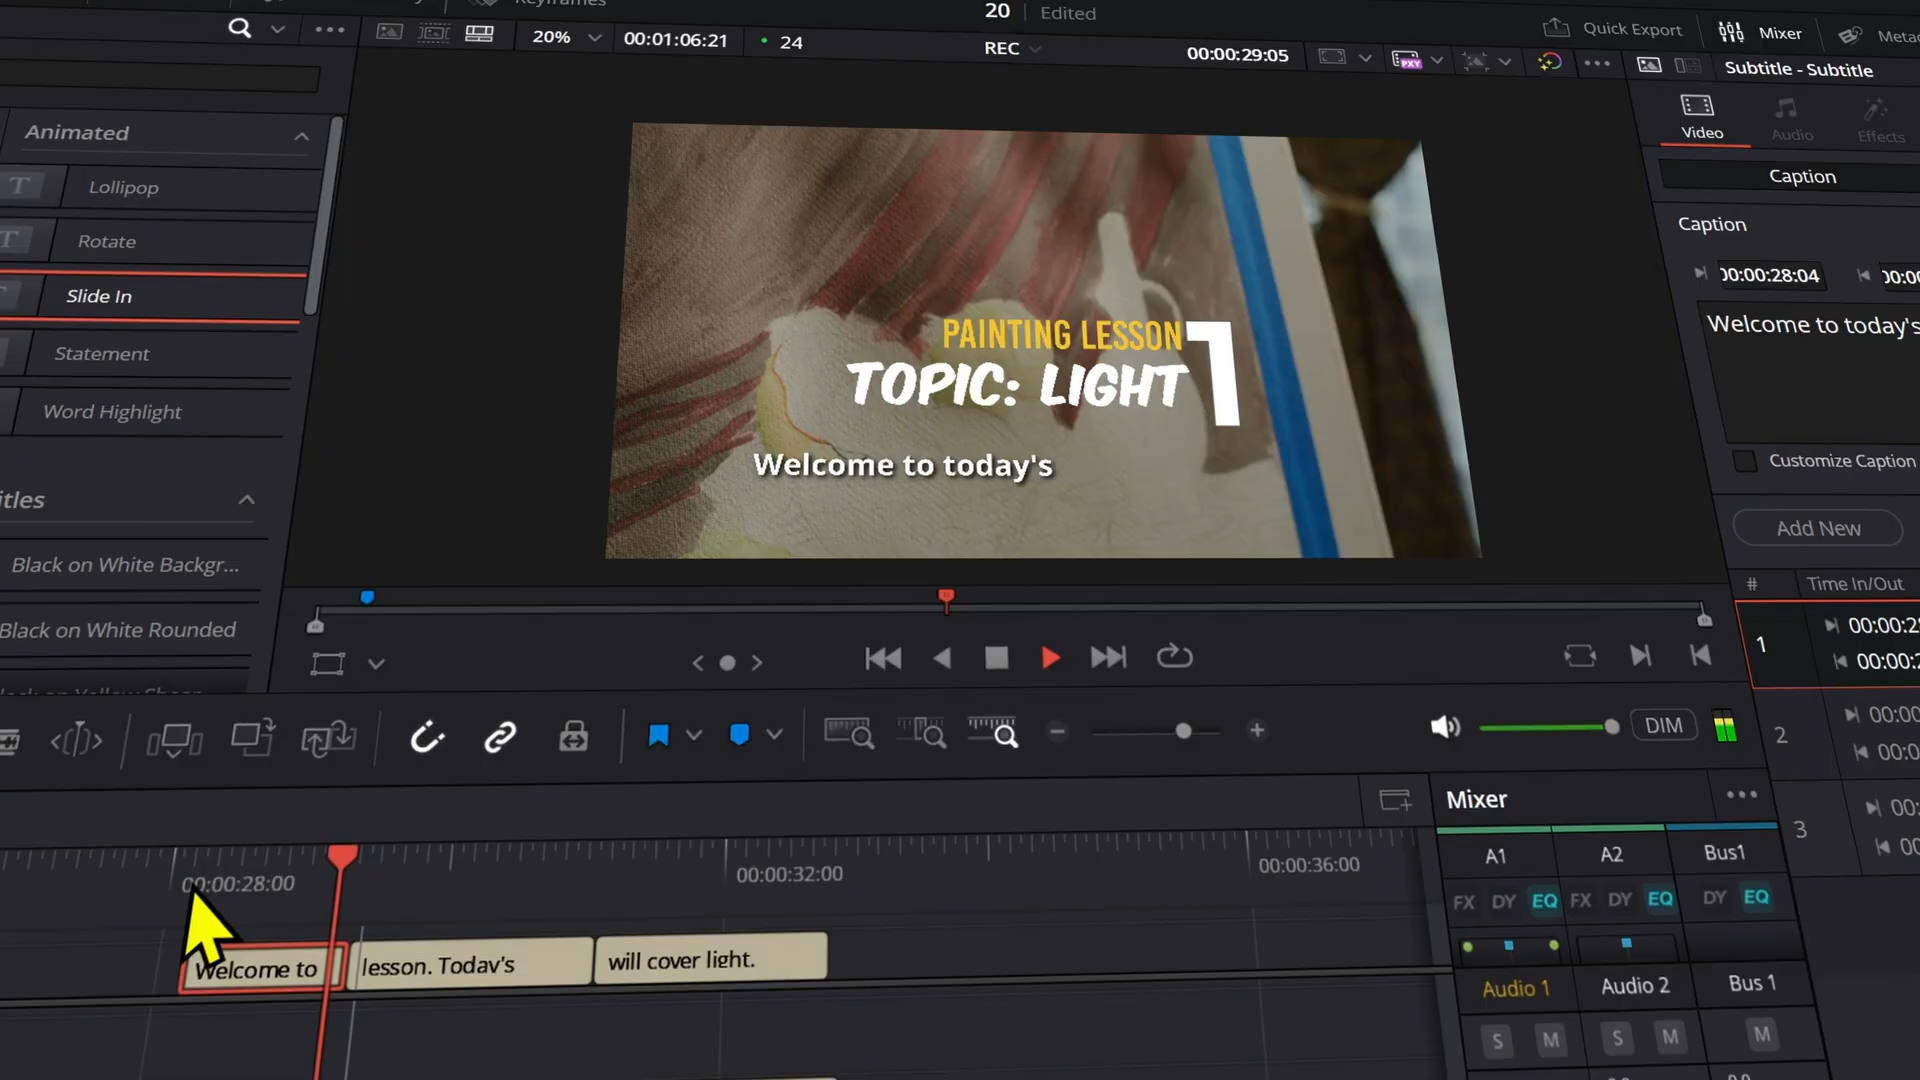 Keyframes
20 | Edited
Quick Export
Mixer
20%
00:01:06:21
24
REC
00:00:29:05
PXY
Subtitle - Subtitle
Animated
Lollipop
Rotate
Slide In
Statement
Word Highlight
Black on White Backgr...
Black on White Rounded
PAINTING LESSON
TOPIC: LIGHT
1
Welcome to today's
Video
Audio
Effects
Caption
Caption
00:00:28:04
Welcome to today's
Customize Caption
Add New
# Time In/Out
1
2
3
DIM
Mixer
A1
A2
Bus1
FX DY EQ
FX DY EQ
DY EQ
Audio 1
Audio 2
Bus 1
S M
S M
M
00:00:28:00
00:00:32:00
00:00:36:00
Welcome to
lesson. Today's
will cover light.